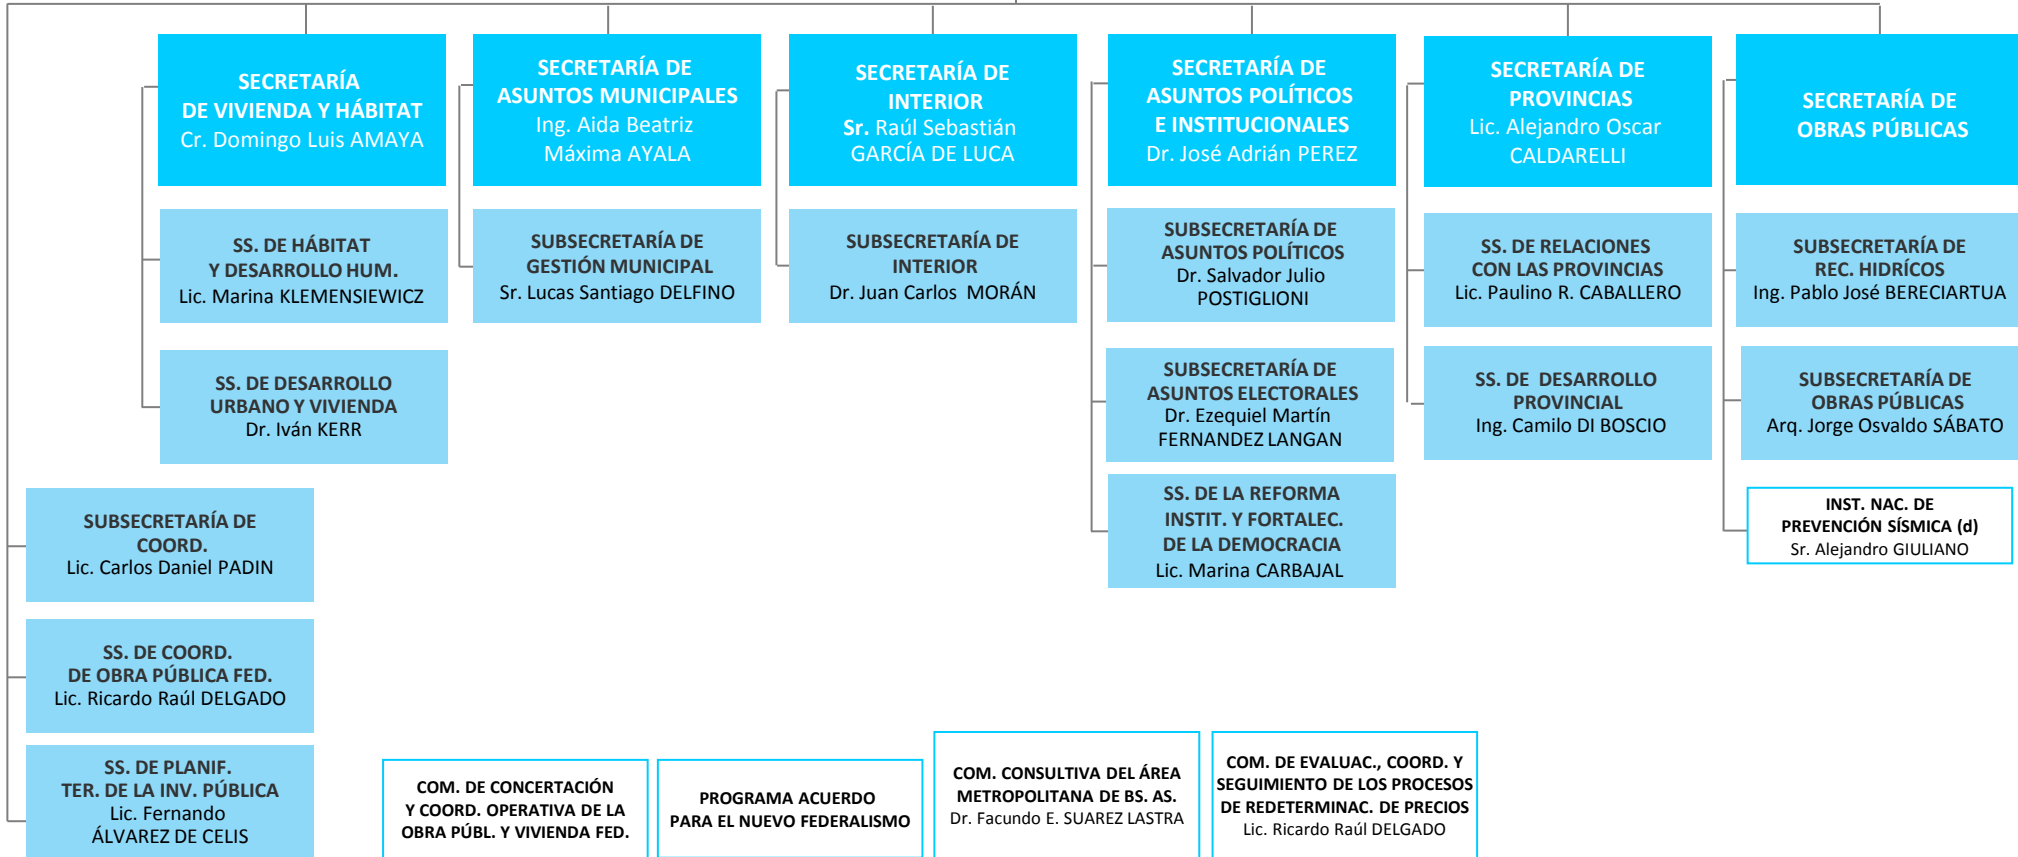 SECRETARÍA
DE VIVIENDA Y HÁBITAT
Cr. Domingo Luis AMAYA
SECRETARÍA DE
ASUNTOS MUNICIPALES
Ing. Aida Beatriz
Máxima AYALA
SECRETARÍA DE
INTERIOR
Sr. Raúl Sebastián
GARCÍA DE LUCA
SECRETARÍA DE
ASUNTOS POLÍTICOS
E INSTITUCIONALES
Dr. José Adrián PEREZ
SECRETARÍA DE
PROVINCIAS
Lic. Alejandro Oscar
CALDARELLI
SECRETARÍA DE
OBRAS PÚBLICAS
SS. DE HÁBITAT
Y DESARROLLO HUM.
Lic. Marina KLEMENSIEWICZ
SUBSECRETARÍA DE
GESTIÓN MUNICIPAL
Sr. Lucas Santiago DELFINO
SUBSECRETARÍA DE
INTERIOR
Dr. Juan Carlos MORÁN
SUBSECRETARÍA DE
ASUNTOS POLÍTICOS
Dr. Salvador Julio
POSTIGLIONI
SS. DE RELACIONES
CON LAS PROVINCIAS
Lic. Paulino R. CABALLERO
SUBSECRETARÍA DE
REC. HIDRÍCOS
Ing. Pablo José BERECIARTUA
SS. DE DESARROLLO
URBANO Y VIVIENDA
Dr. Iván KERR
SUBSECRETARÍA DE
ASUNTOS ELECTORALES
Dr. Ezequiel Martín
FERNANDEZ LANGAN
SS. DE DESARROLLO
PROVINCIAL
Ing. Camilo DI BOSCIO
SUBSECRETARÍA DE
OBRAS PÚBLICAS
Arq. Jorge Osvaldo SÁBATO
SUBSECRETARÍA DE
COORD.
Lic. Carlos Daniel PADIN
SS. DE LA REFORMA
INSTIT. Y FORTALEC.
DE LA DEMOCRACIA
Lic. Marina CARBAJAL
INST. NAC. DE
PREVENCIÓN SÍSMICA (d)
Sr. Alejandro GIULIANO
SS. DE COORD.
DE OBRA PÚBLICA FED.
Lic. Ricardo Raúl DELGADO
SS. DE PLANIF.
TER. DE LA INV. PÚBLICA
Lic. Fernando
ÁLVAREZ DE CELIS
COM. DE CONCERTACIÓN
Y COORD. OPERATIVA DE LA
OBRA PÚBL. Y VIVIENDA FED.
PROGRAMA ACUERDO
PARA EL NUEVO FEDERALISMO
COM. CONSULTIVA DEL ÁREA
METROPOLITANA DE BS. AS.
Dr. Facundo E. SUAREZ LASTRA
COM. DE EVALUAC., COORD. Y
SEGUIMIENTO DE LOS PROCESOS
DE REDETERMINAC. DE PRECIOS
Lic. Ricardo Raúl DELGADO